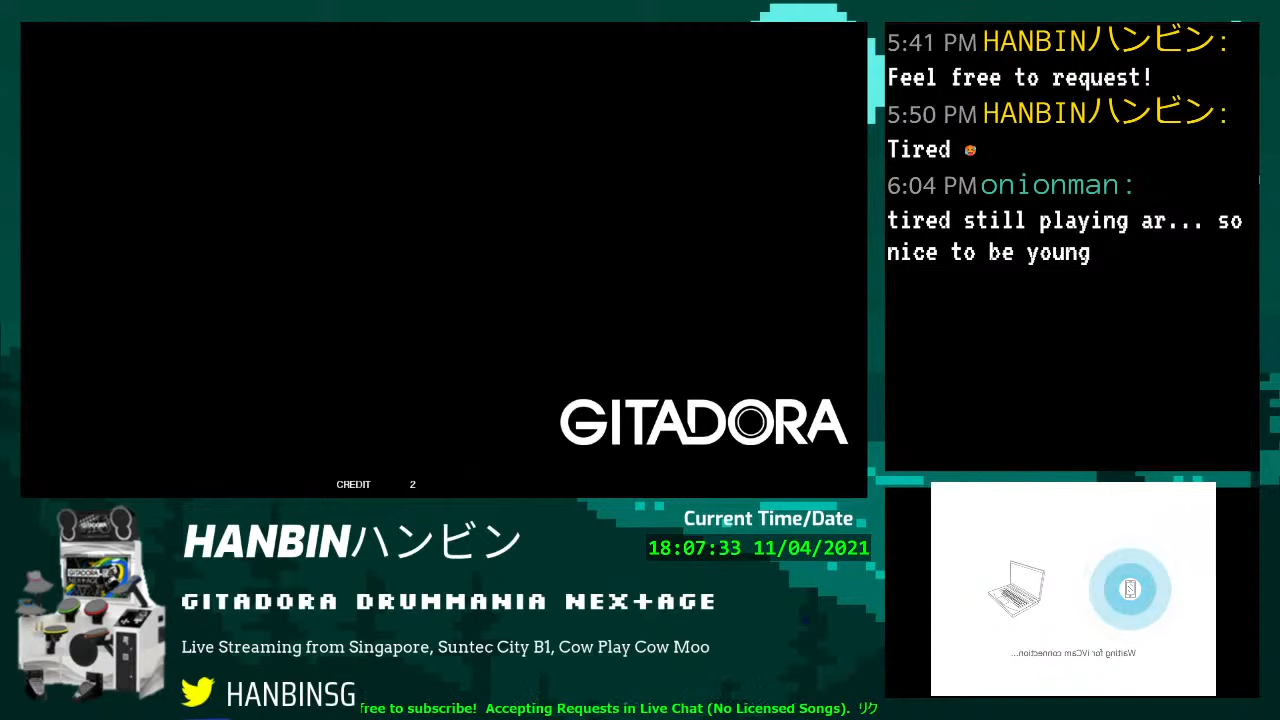 5:41 PM HANBINハンビン:
Feel free to request!
5:50 PM HANBINハンビン:
Tired
6:04 PM onionman:
tired still playing ar... so
nice to be young
GITADORA
CREDIT 2
HANBINハンビン
Current Time/Date
18:07:33 11/04/2021
GITADORA DRUMMANIA NEX+AGE
Live Streaming from Singapore, Suntec City B1, Cow Play Cow Moo
HANBINSG
free to subscribe! Accepting Requests in Live Chat (No Licensed Songs). リク
Waiting for iVCam connection...